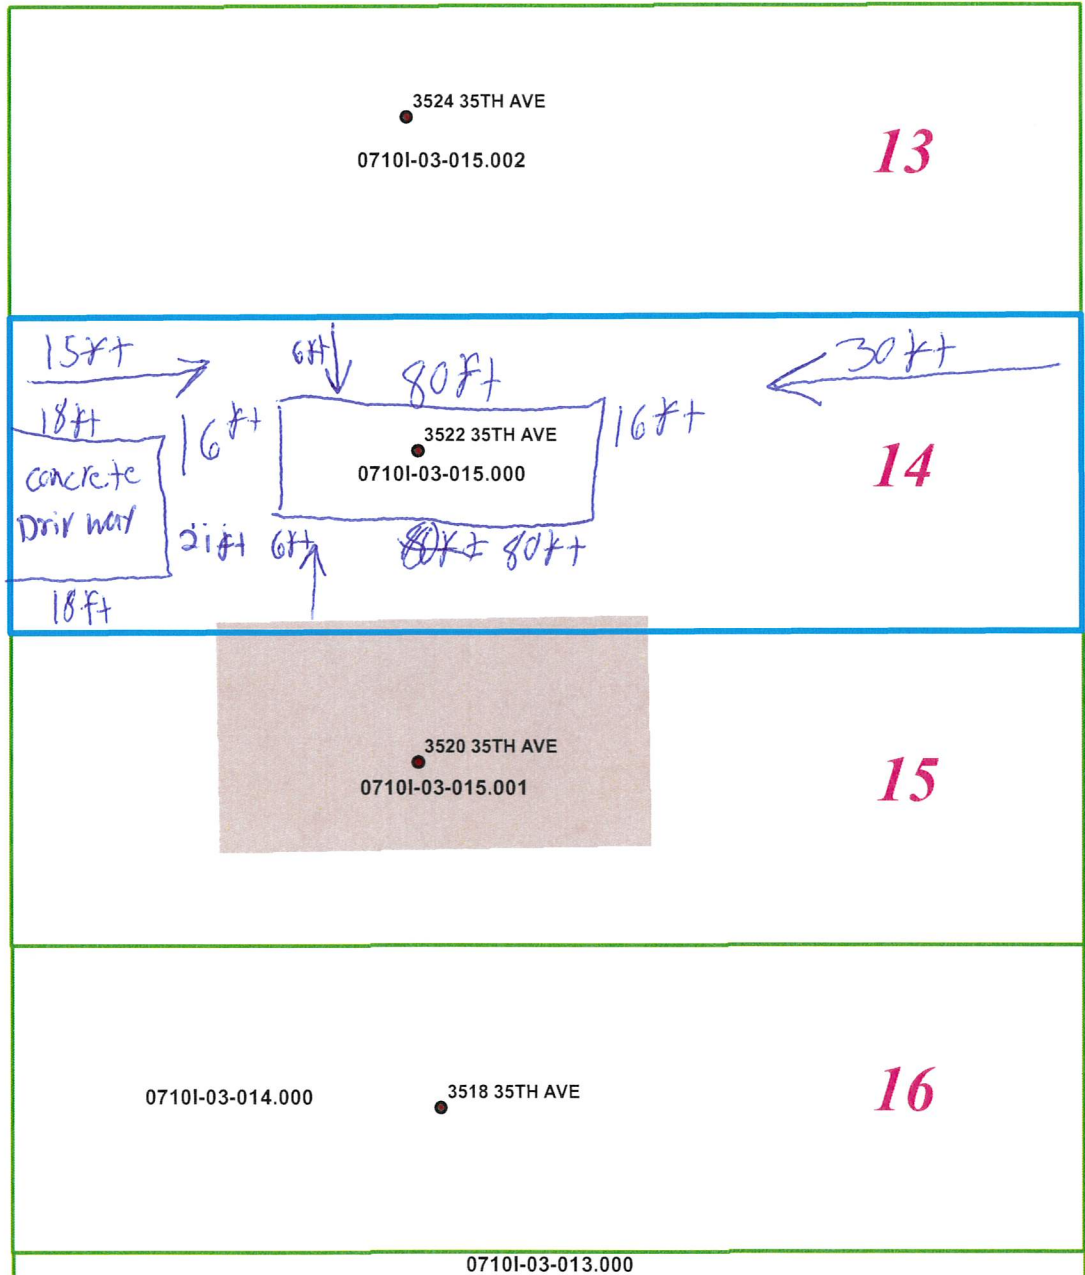 3524 35TH AVE
0710I-03-015.002
13
15ft
6ft
80ft
30ft
18ft
16ft
3522 35TH AVE
16ft
0710I-03-015.000
14
concrete
Driv way
21ft
6ft
80ft
18ft
3520 35TH AVE
0710I-03-015.001
15
0710I-03-014.000
3518 35TH AVE
16
0710I-03-013.000